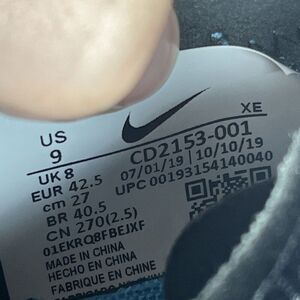 US 9
UK 8
EUR 42.5
cm 27
BR 40.5
CN 270(2.5)
01EKRQ8FBEJXF
MADE IN CHINA
HECHO EN CHINA
FABRIQUE EN CHINE
XE
CD2153-001
07/01/19 | 10/10/19
UPC 00193154140040